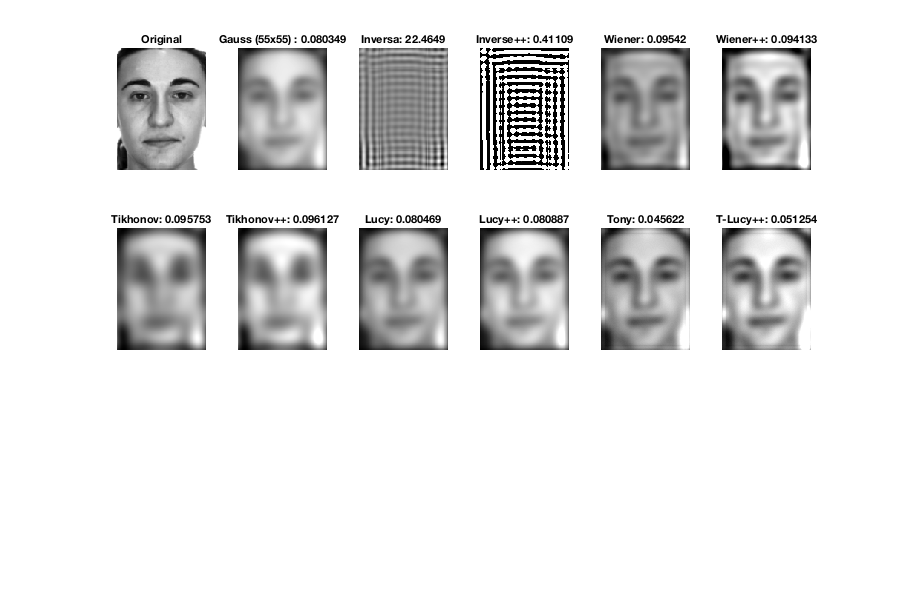 Original
Gauss (55x55) : 0.080349
Inversa: 22.4649
Inverse++: 0.41109
Wiener: 0.09542
Wiener++: 0.094133
Tikhonov: 0.095753
Tikhonov++: 0.096127
Lucy: 0.080469
Lucy++: 0.080887
Tony: 0.045622
T-Lucy++: 0.051254